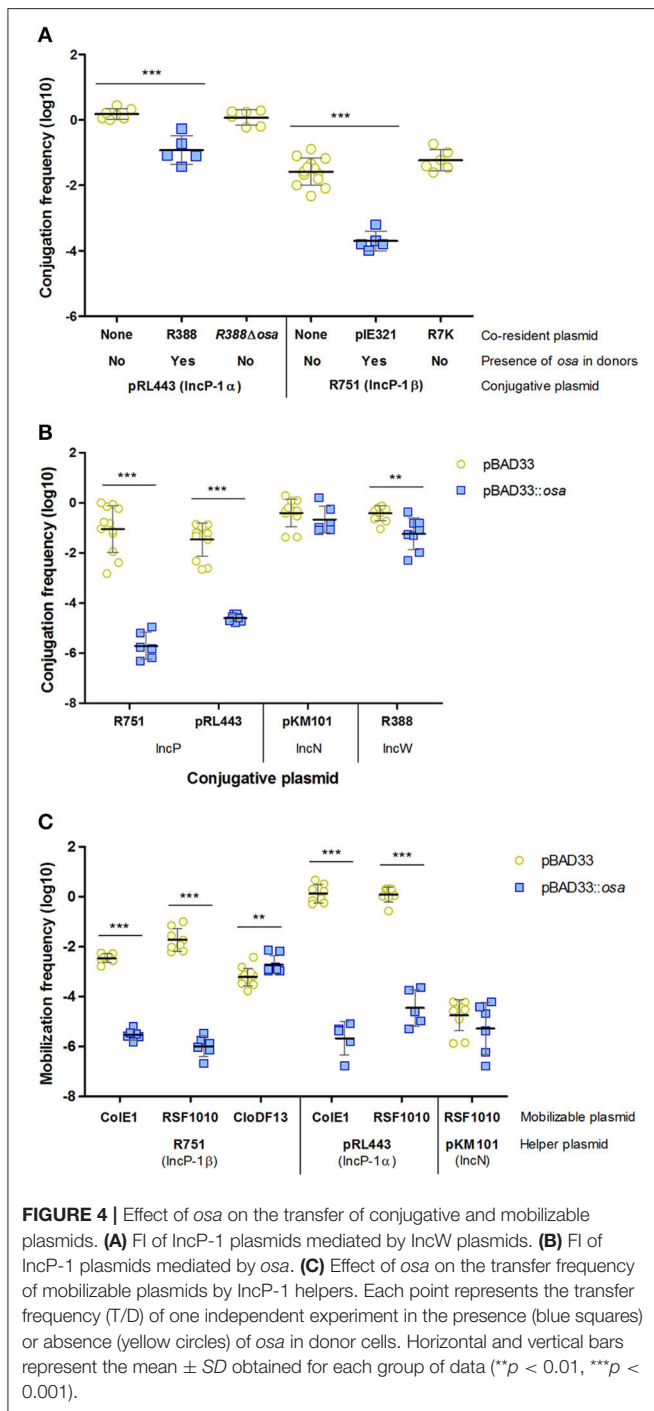 A
Conjugation frequency (log10)
2
0
-2
-4
-6
***
***
None R388 R388Δosa None pIE321 R7K Co-resident plasmid
No Yes No No Yes No Presence of osa in donors
pRL443 (IncP-1α) R751 (IncP-1β) Conjugative plasmid
B
Conjugation frequency (log10)
2
0
-2
-4
-6
-8
*** *** **
pBAD33
pBAD33::osa
R751 pRL443 pKM101 R388
IncP IncN IncW
Conjugative plasmid
C
Mobilization frequency (log10)
2
0
-2
-4
-6
-8
*** *** ** *** ***
pBAD33
pBAD33::osa
ColE1 RSF1010 CloDF13 ColE1 RSF1010 RSF1010 Mobilizable plasmid
R751 pRL443 pKM101 Helper plasmid
(IncP-1β) (IncP-1α) (IncN)
FIGURE 4 | Effect of osa on the transfer of conjugative and mobilizable
plasmids. (A) FI of IncP-1 plasmids mediated by IncW plasmids. (B) FI of
IncP-1 plasmids mediated by osa. (C) Effect of osa on the transfer frequency
of mobilizable plasmids by IncP-1 helpers. Each point represents the transfer
frequency (T/D) of one independent experiment in the presence (blue squares)
or absence (yellow circles) of osa in donor cells. Horizontal and vertical bars
represent the mean ± SD obtained for each group of data (**p < 0.01, ***p <
0.001).